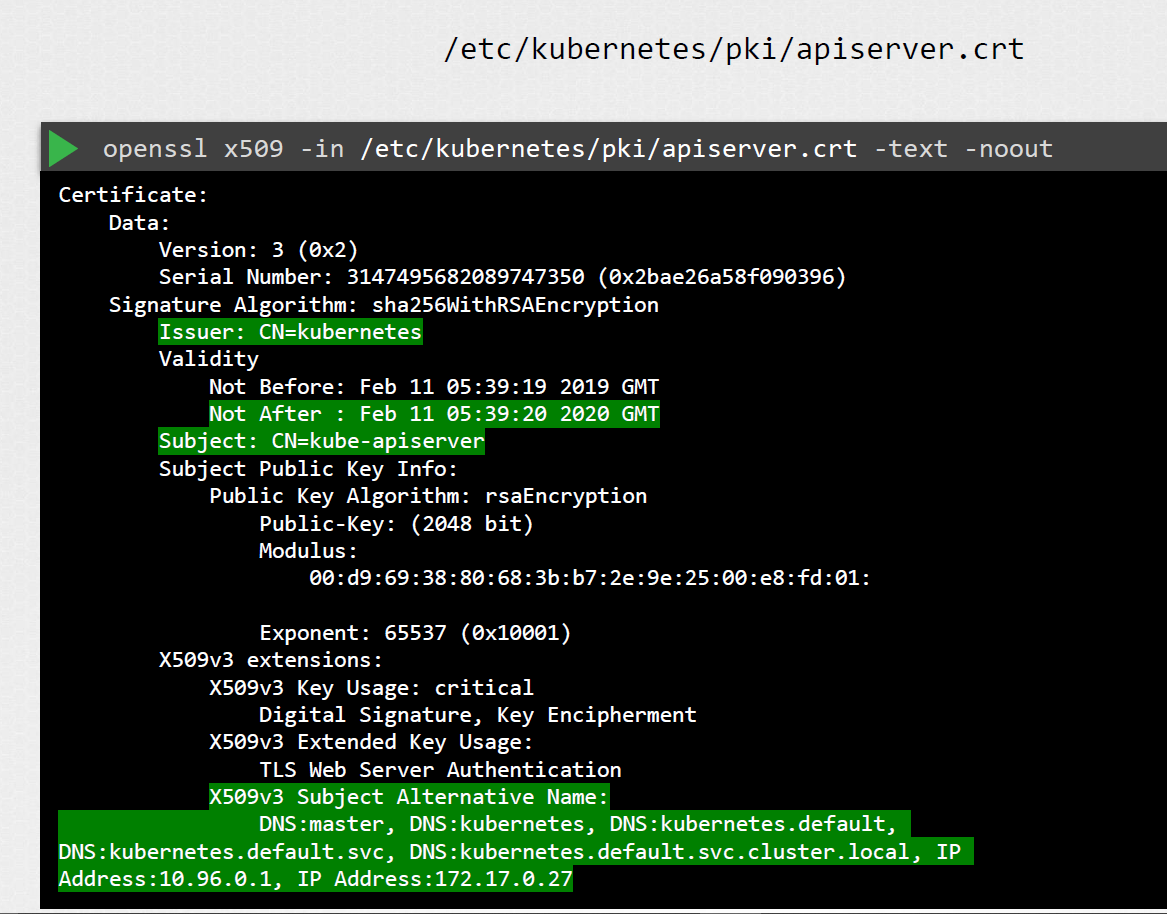 /etc/kubernetes/pki/apiserver.crt
openssl x509 -in /etc/kubernetes/pki/apiserver.crt -text -noout
Certificate:
Data:
Version: 3 (0x2)
Serial Number: 3147495682089747350 (0x2bae26a58f090396)
Signature Algorithm: sha256WithRSAEncryption
Issuer: CN=kubernetes
Validity
Not Before: Feb 11 05:39:19 2019 GMT
Not After : Feb 11 05:39:20 2020 GMT
Subject: CN=kube-apiserver
Subject Public Key Info:
Public Key Algorithm: rsaEncryption
Public-Key: (2048 bit)
Modulus:
00:d9:69:38:80:68:3b:b7:2e:9e:25:00:e8:fd:01:
Exponent: 65537 (0x10001)
X509v3 extensions:
X509v3 Key Usage: critical
Digital Signature, Key Encipherment
X509v3 Extended Key Usage:
TLS Web Server Authentication
X509v3 Subject Alternative Name:
DNS:master, DNS:kubernetes, DNS:kubernetes.default,
DNS:kubernetes.default.svc, DNS:kubernetes.default.svc.cluster.local, IP
Address:10.96.0.1, IP Address:172.17.0.27